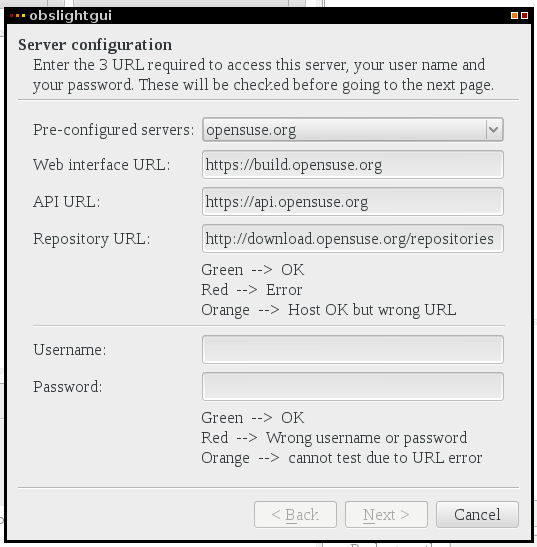 obslightgui
Server configuration
Enter the 3 URL required to access this server, your user name and
your password. These will be checked before going to the next page.
Pre-configured servers: opensuse.org
Web interface URL: https://build.opensuse.org
API URL: https://api.opensuse.org
Repository URL: http://download.opensuse.org/repositories
Green --> OK
Red --> Error
Orange --> Host OK but wrong URL
Username:
Password:
Green --> OK
Red --> Wrong username or password
Orange --> cannot test due to URL error
< Back Next > Cancel